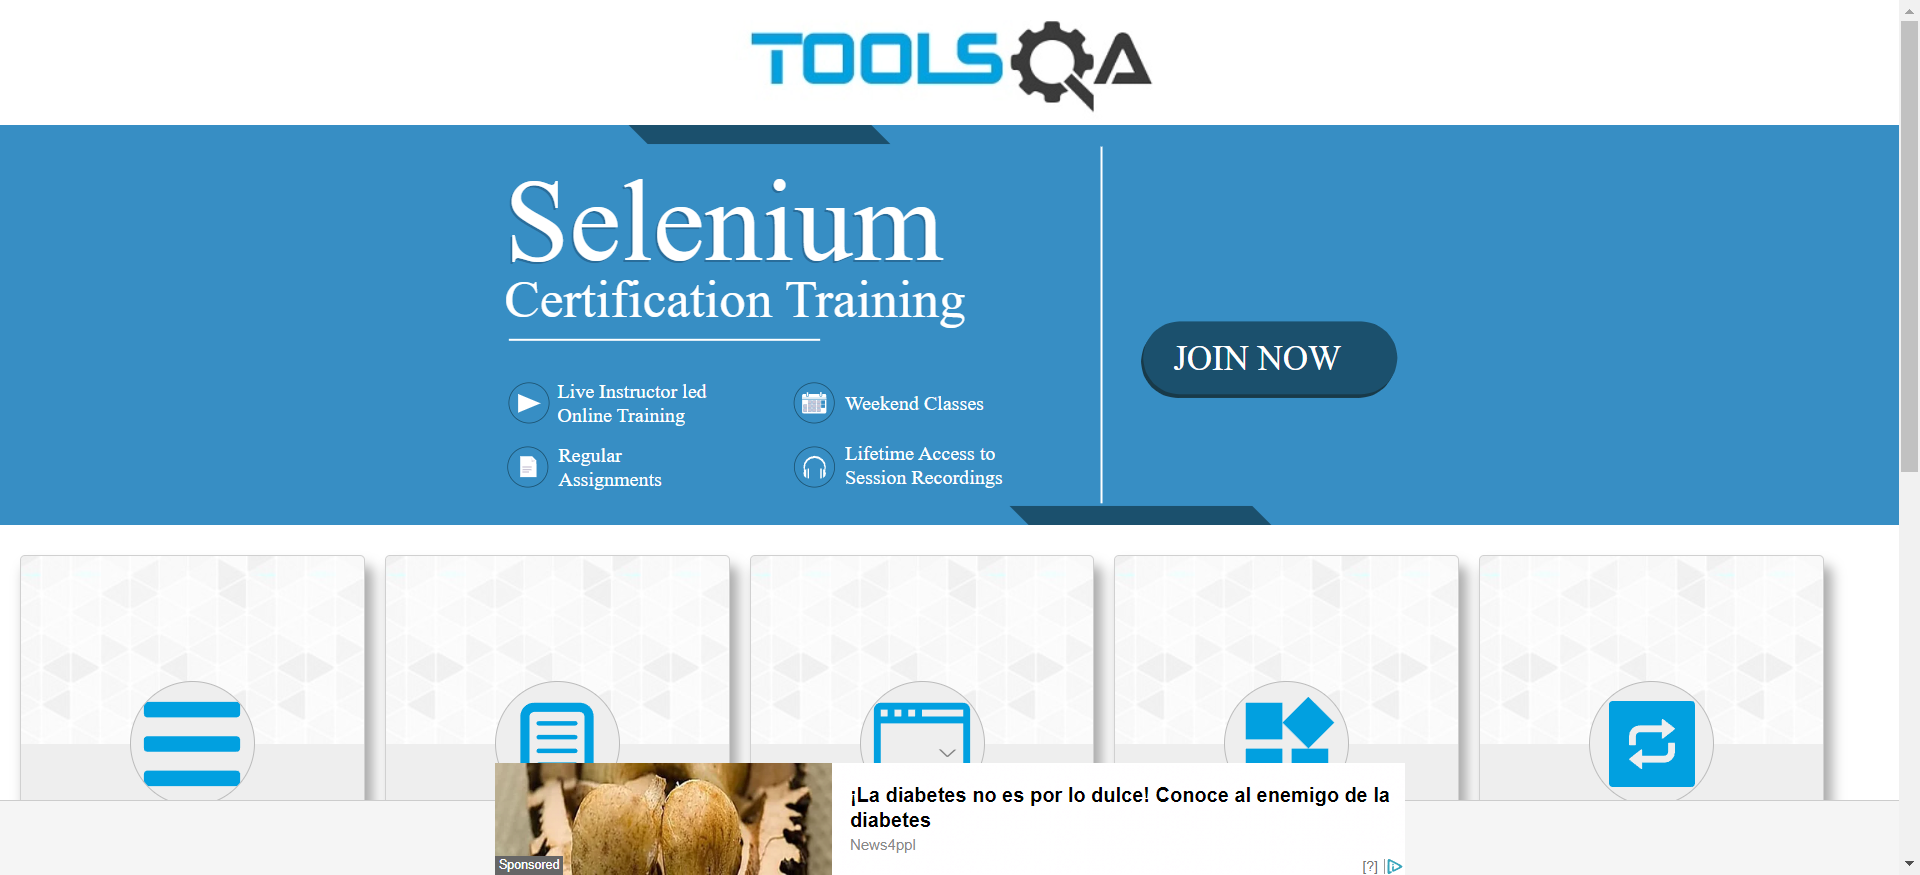 TOOLSQA
Selenium
Certification Training
Live Instructor led
Online Training
Weekend Classes
Regular
Assignments
Lifetime Access to
Session Recordings
JOIN NOW
¡La diabetes no es por lo dulce! Conoce al enemigo de la
diabetes
News4ppl
Sponsored
[?]